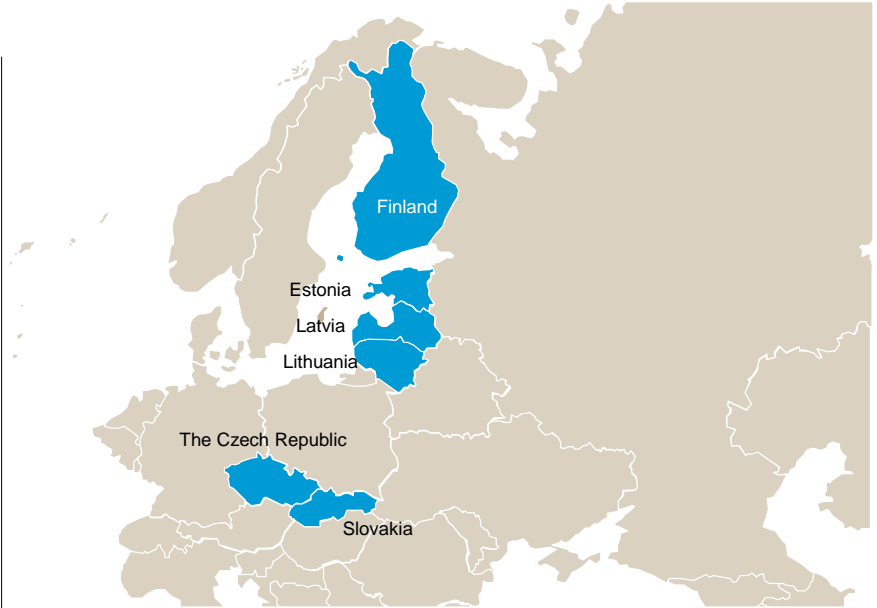 Finland
Estonia
Latvia
Lithuania
The Czech Republic
Slovakia